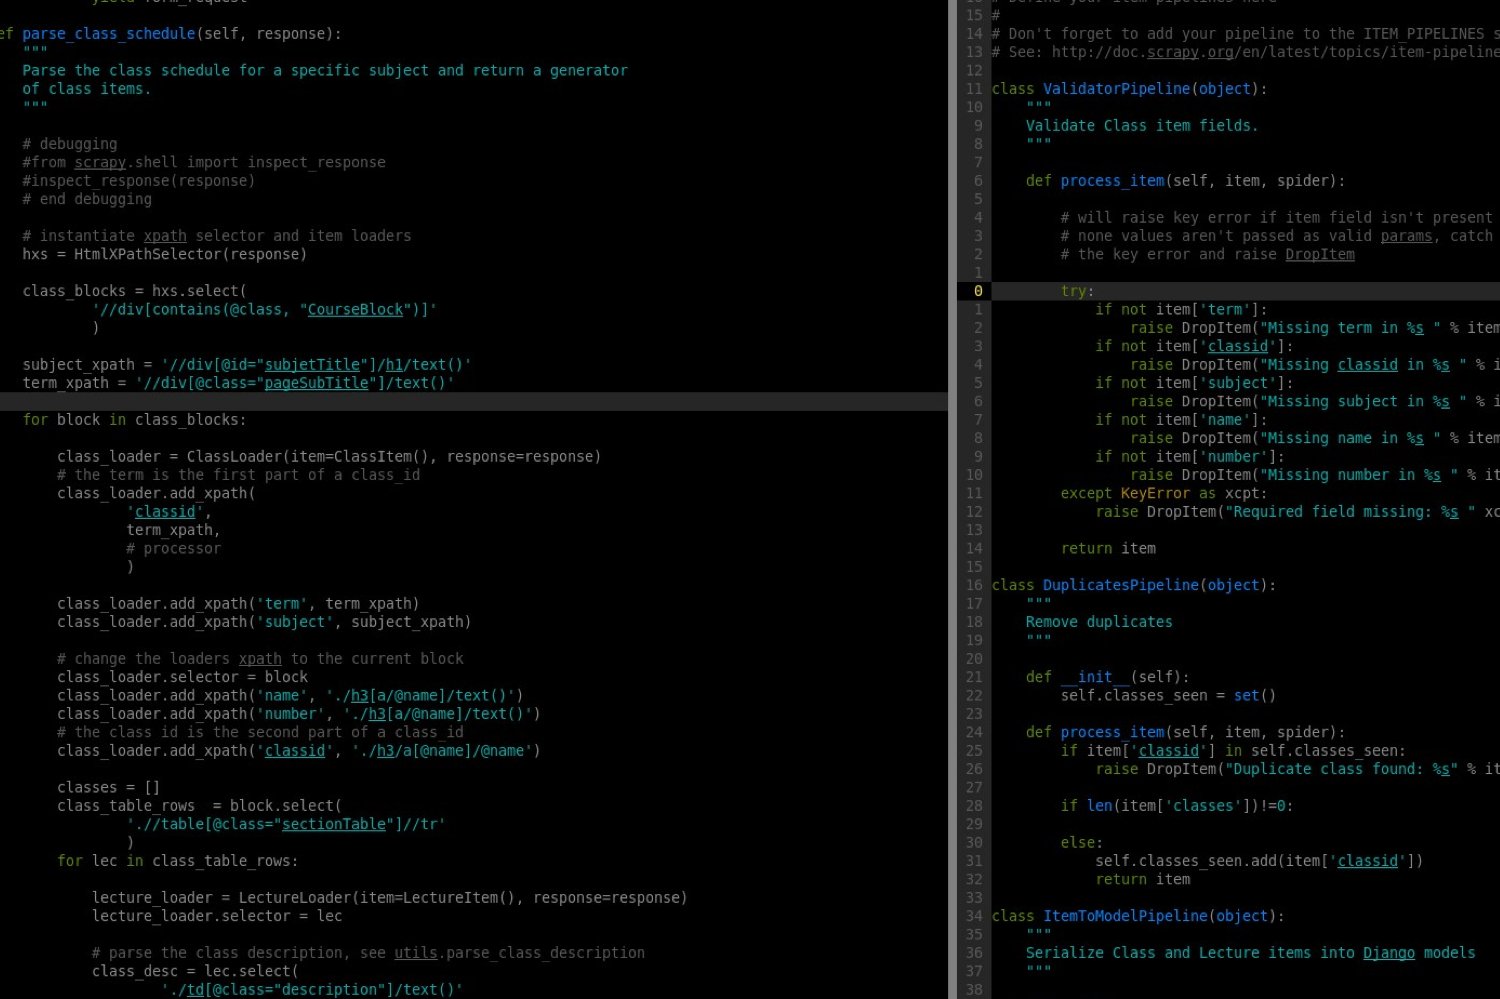 yield form_request
ef parse_class_schedule(self, response):
"""
Parse the class schedule for a specific subject and return a generator
of class items.
"""
# debugging
#from scrapy.shell import inspect_response
#inspect_response(response)
# end debugging
# instantiate xpath selector and item loaders
hxs = HtmlXPathSelector(response)
class_blocks = hxs.select(
'//div[contains(@class, "CourseBlock")]'
)
subject_xpath = '//div[@id="subjetTitle"]/h1/text()'
term_xpath = '//div[@class="pageSubTitle"]/text()'
for block in class_blocks:
class_loader = ClassLoader(item=ClassItem(), response=response)
# the term is the first part of a class_id
class_loader.add_xpath(
'classid',
term_xpath,
# processor
)
class_loader.add_xpath('term', term_xpath)
class_loader.add_xpath('subject', subject_xpath)
# change the loaders xpath to the current block
class_loader.selector = block
class_loader.add_xpath('name', './h3[a/@name]/text()')
class_loader.add_xpath('number', './h3[a/@name]/text()')
# the class id is the second part of a class_id
class_loader.add_xpath('classid', './h3/a[@name]/@name')
classes = []
class_table_rows  = block.select(
'.//table[@class="sectionTable"]//tr'
)
for lec in class_table_rows:
lecture_loader = LectureLoader(item=LectureItem(), response=response)
lecture_loader.selector = lec
# parse the class description, see utils.parse_class_description
class_desc = lec.select(
'./td[@class="description"]/text()'
16 # Define your item pipelines here
15 #
14 # Don't forget to add your pipeline to the ITEM_PIPELINES s
13 # See: http://doc.scrapy.org/en/latest/topics/item-pipeline
12
11 class ValidatorPipeline(object):
10 """
9 Validate Class item fields.
8 """
7
6 def process_item(self, item, spider):
5
4 # will raise key error if item field isn't present
3 # none values aren't passed as valid params, catch
2 # the key error and raise DropItem
1
0 try:
1 if not item['term']:
2 raise DropItem("Missing term in %s " % item
3 if not item['classid']:
4 raise DropItem("Missing classid in %s " % i
5 if not item['subject']:
6 raise DropItem("Missing subject in %s " % i
7 if not item['name']:
8 raise DropItem("Missing name in %s " % item
9 if not item['number']:
10 raise DropItem("Missing number in %s " % it
11 except KeyError as xcpt:
12 raise DropItem("Required field missing: %s " xc
13
14 return item
15
16 class DuplicatesPipeline(object):
17 """
18 Remove duplicates
19 """
20
21 def __init__(self):
22 self.classes_seen = set()
23
24 def process_item(self, item, spider):
25 if item['classid'] in self.classes_seen:
26 raise DropItem("Duplicate class found: %s" % it
27
28 if len(item['classes'])!=0:
29
30 else:
31 self.classes_seen.add(item['classid'])
32 return item
33
34 class ItemToModelPipeline(object):
35 """
36 Serialize Class and Lecture items into Django models
37 """
38